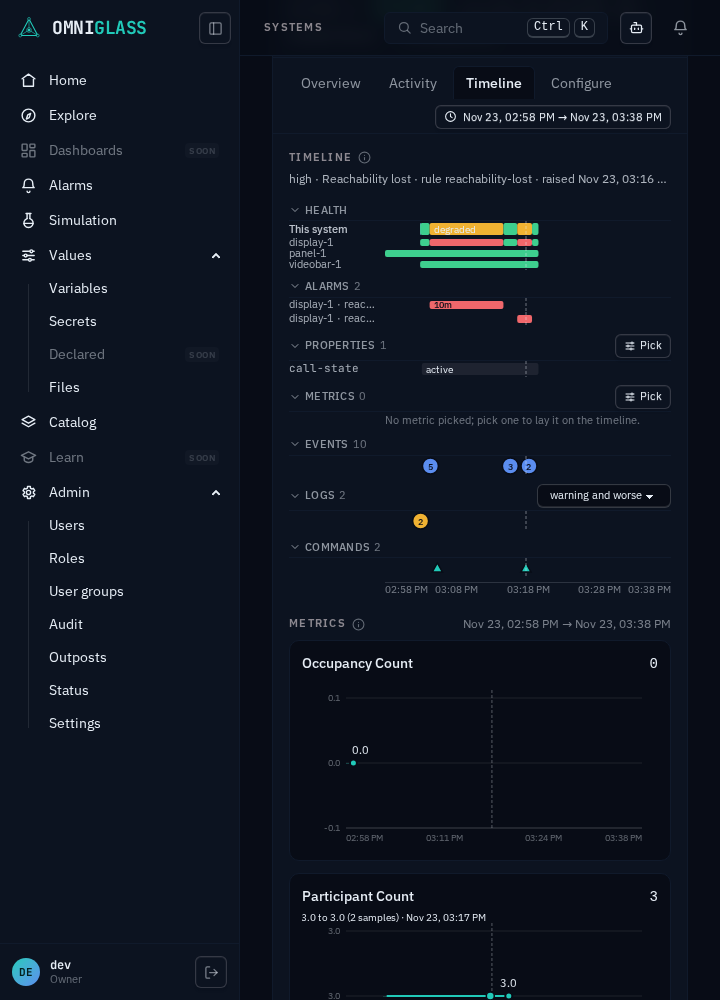 OMNIGLASS
Home
Explore
Dashboards SOON
Alarms
Simulation
Values
Variables
Secrets
Declared SOON
Files
Catalog
Learn SOON
Admin
Users
Roles
User groups
Audit
Outposts
Status
Settings
DE dev
Owner
SYSTEMS
Search Ctrl K
Overview Activity Timeline Configure
Nov 23, 02:58 PM → Nov 23, 03:38 PM
TIMELINE
high · Reachability lost · rule reachability-lost · raised Nov 23, 03:16 ...
HEALTH
This system degraded
display-1
panel-1
videobar-1
ALARMS 2
display-1 · reac... 10m
display-1 · reac...
PROPERTIES 1 Pick
call-state active
METRICS 0 Pick
No metric picked; pick one to lay it on the timeline.
EVENTS 10
5 3 2
LOGS 2 warning and worse
2
COMMANDS 2
02:58 PM 03:08 PM 03:18 PM 03:28 PM 03:38 PM
METRICS Nov 23, 02:58 PM → Nov 23, 03:38 PM
Occupancy Count 0
0.1
0.0
0.0
-0.1
02:58 PM 03:11 PM 03:24 PM 03:38 PM
Participant Count 3
3.0 to 3.0 (2 samples) · Nov 23, 03:17 PM
3.0
3.0
3.0